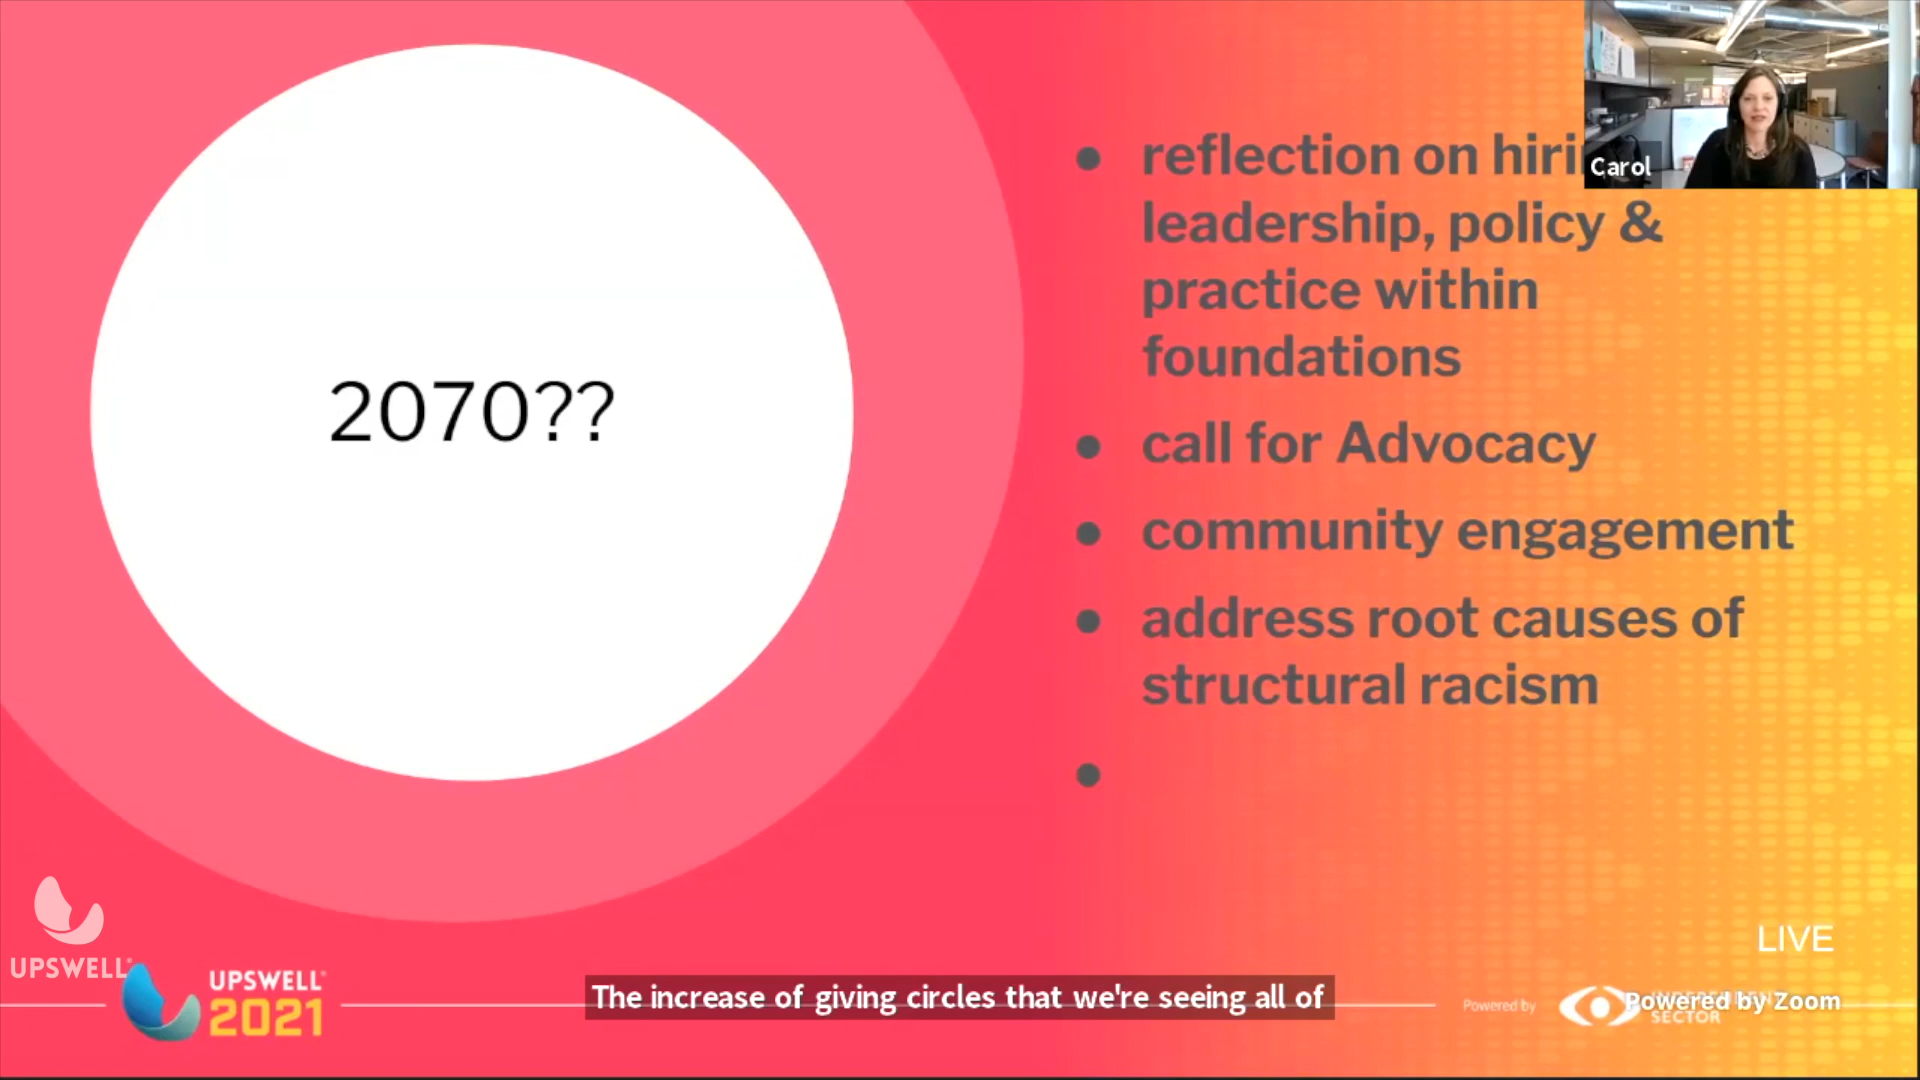 2070??
● reflection on hiri
leadership, policy &
practice within
foundations
● call for Advocacy
● community engagement
● address root causes of
structural racism
●
Carol
LIVE
UPSWELL
UPSWELL
2021
The increase of giving circles that we're seeing all of
Powered by
SECTOR
Powered by Zoom